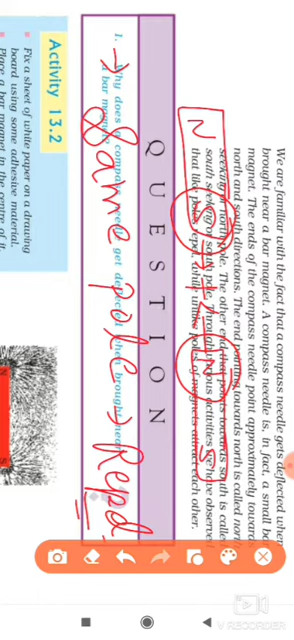 We are familiar with the fact that a compass needle gets deflected when
brought near a bar magnet. A compass needle is, in fact, a small bar
magnet. The ends of the compass needle point approximately towards
north and south directions. The end pointing towards north is called north
seeking or north pole. The other end that points towards south is called
south seeking or south pole. Through various activities we have observed
that like poles repel, while unlike poles of magnets attract each other.
N
S
QUESTION
1. Why does a compass needle get deflected when brought near
a bar magnet?
→ Same pole → Repel
Activity 13.2
Fix a sheet of white paper on a drawing
board using some adhesive material.
Place a bar magnet in the centre of it.
V RECORDER